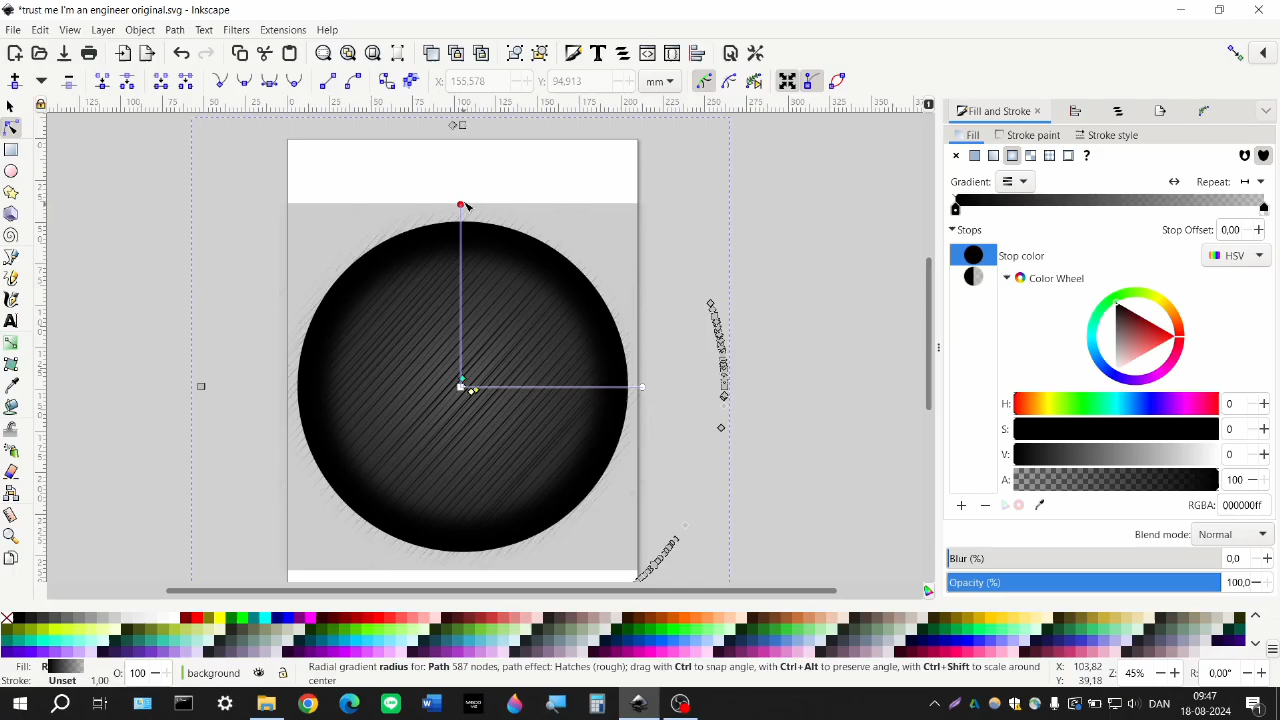 *trust me I'm an engineer original.svg - Inkscape
File Edit View Layer Object Path Text Filters Extensions Help
X: 155,578 Y: 94,913 mm
Fill and Stroke
Fill Stroke paint Stroke style
Gradient: Repeat:
Stops Stop Offset: 0,00
Stop color HSV
Color Wheel
H: 0
S: 0
V: 0
A: 100
RGBA: 000000ff
Blend mode: Normal
Blur (%) 0,0
Opacity (%) 100,0
Fill: R O: 100 background Radial gradient radius for: Path 587 nodes, path effect: Hatches (rough); drag with Ctrl to snap angle, with Ctrl+Alt to preserve angle, with Ctrl+Shift to scale around center X: 103,82 Z: 45% R: 0,00°
Stroke: Unset 1,00 Y: 39,18
DAN 09:47
18-08-2024